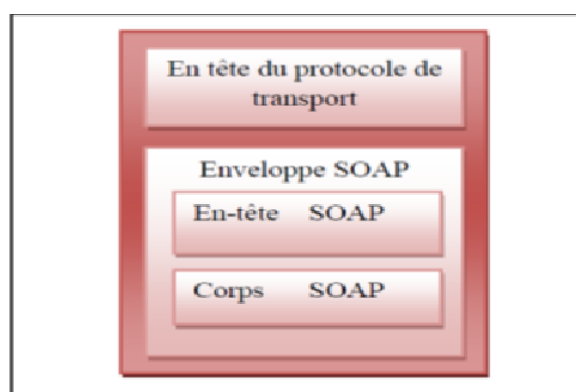 En tête du protocole de
transport
Enveloppe SOAP
En-tête SOAP
Corps SOAP